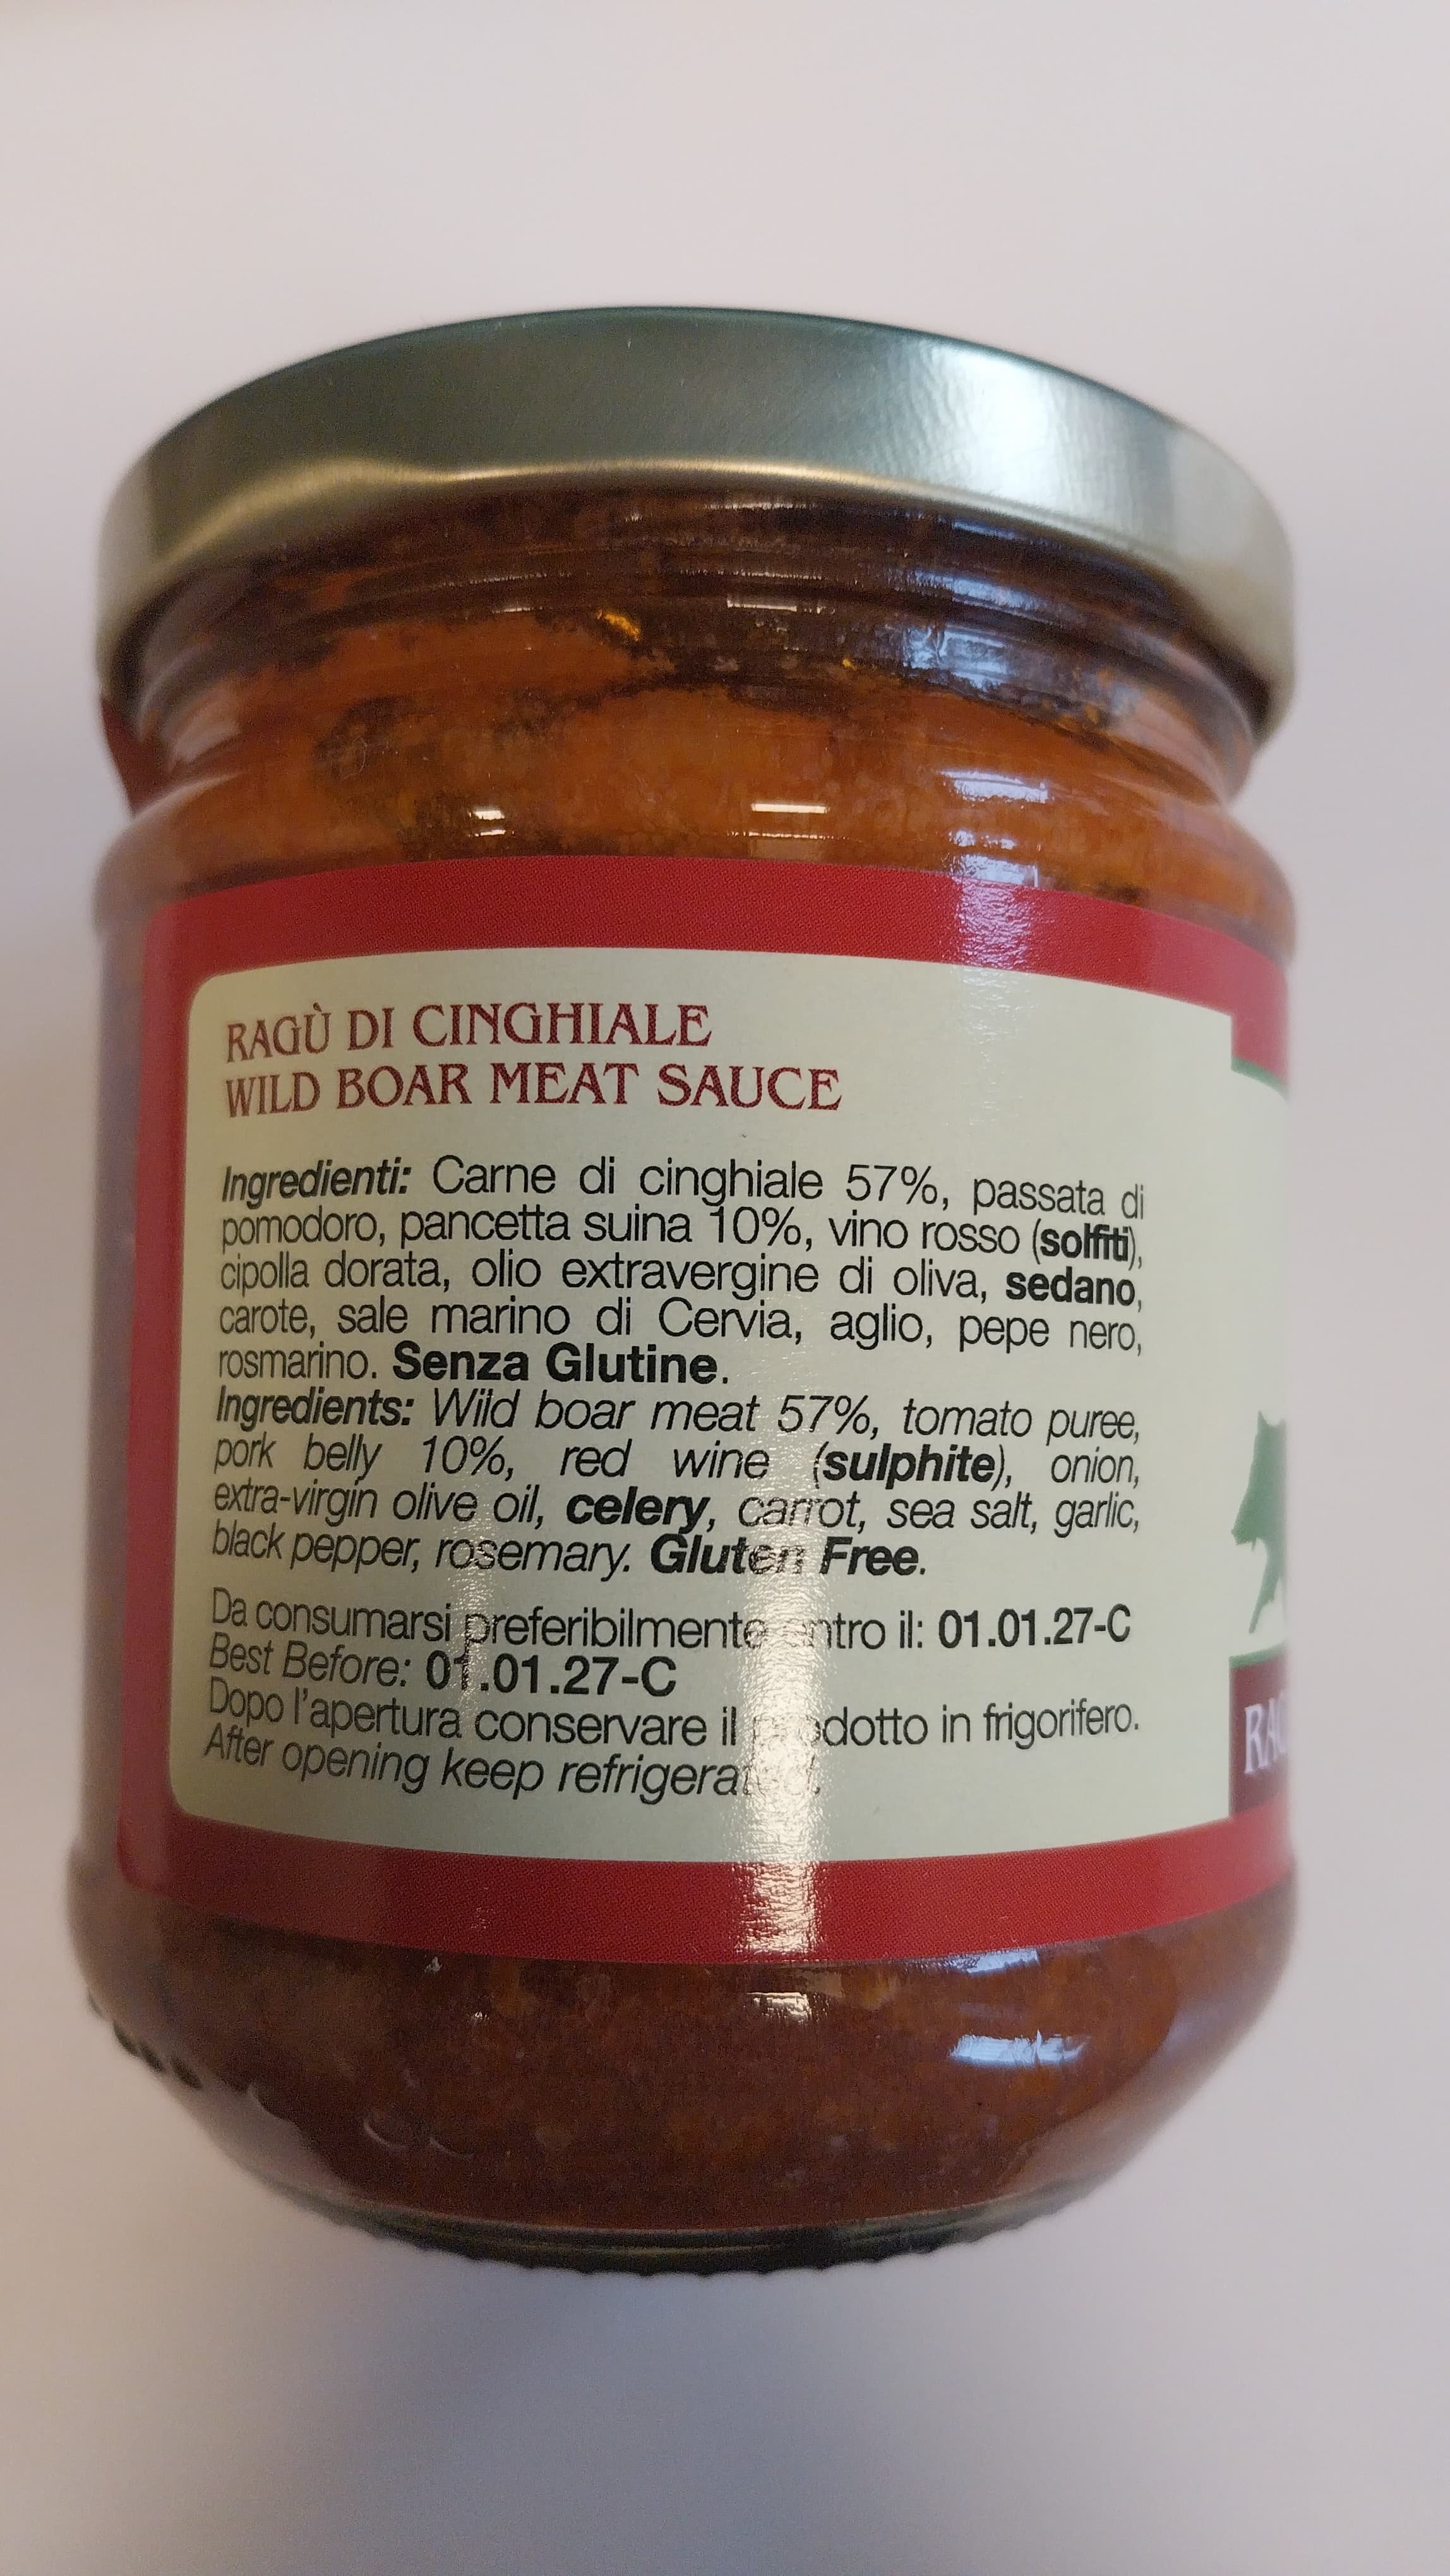 RAGÙ DI CINGHIALE
WILD BOAR MEAT SAUCE
Ingredienti: Carne di cinghiale 57%, passata di
pomodoro, pancetta suina 10%, vino rosso (solfiti),
cipolla dorata, olio extravergine di oliva, sedano,
carote, sale marino di Cervia, aglio, pepe nero,
rosmarino. Senza Glutine.
Ingredients: Wild boar meat 57%, tomato puree,
pork belly 10%, red wine (sulphite), onion,
extra-virgin olive oil, celery, carrot, sea salt, garlic,
black pepper, rosemary. Gluten Free.
Da consumarsi preferibilmente entro il: 01.01.27-C
Best Before: 01.01.27-C
Dopo l'apertura conservare il prodotto in frigorifero.
After opening keep refrigerated.